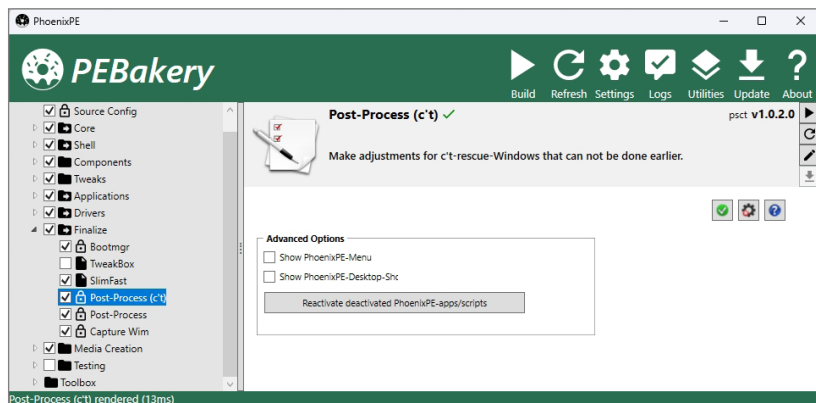 PhoenixPE
PEBakery
Build Refresh Settings Logs Utilities Update About
Source Config
Core
Shell
Components
Tweaks
Applications
Drivers
Finalize
Bootmgr
TweakBox
SlimFast
Post-Process (c't)
Post-Process
Capture Wim
Media Creation
Testing
Toolbox
Post-Process (c't)
psct v1.0.2.0
Make adjustments for c't-rescue-Windows that can not be done earlier.
Advanced Options
Show PhoenixPE-Menu
Show PhoenixPE-Desktop-Shc
Reactivate deactivated PhoenixPE-apps/scripts
Post-Process (c't) rendered (13ms)